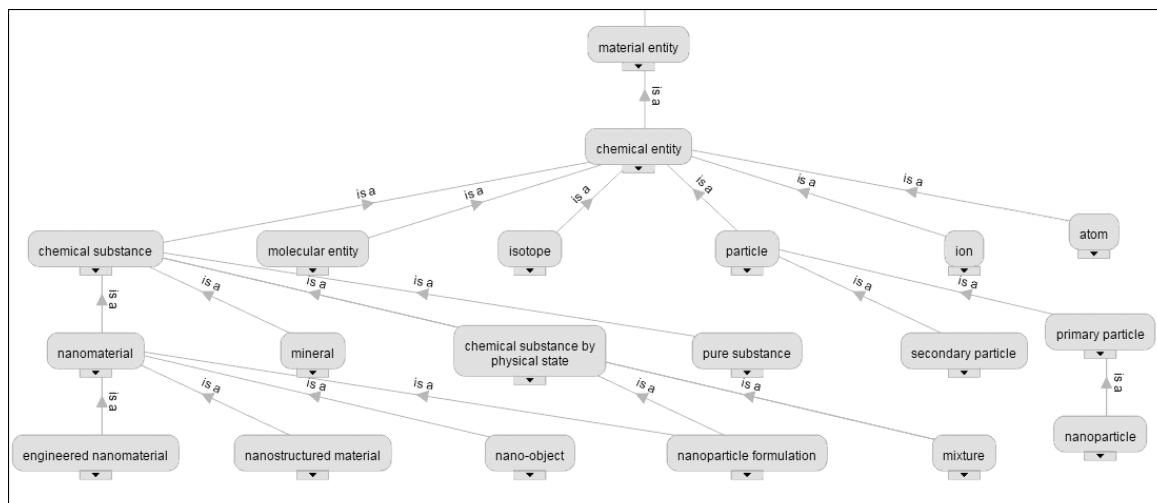 material entity
is a
chemical entity
is a
is a
is a
is a
is a
is a
chemical substance
molecular entity
isotope
particle
ion
atom
is a
is a
is a
is a
is a
is a
nanomaterial
mineral
chemical substance by
physical state
pure substance
secondary particle
primary particle
is a
is a
is a
is a
is a
is a
is a
engineered nanomaterial
nanostructured material
nano-object
nanoparticle formulation
mixture
nanoparticle